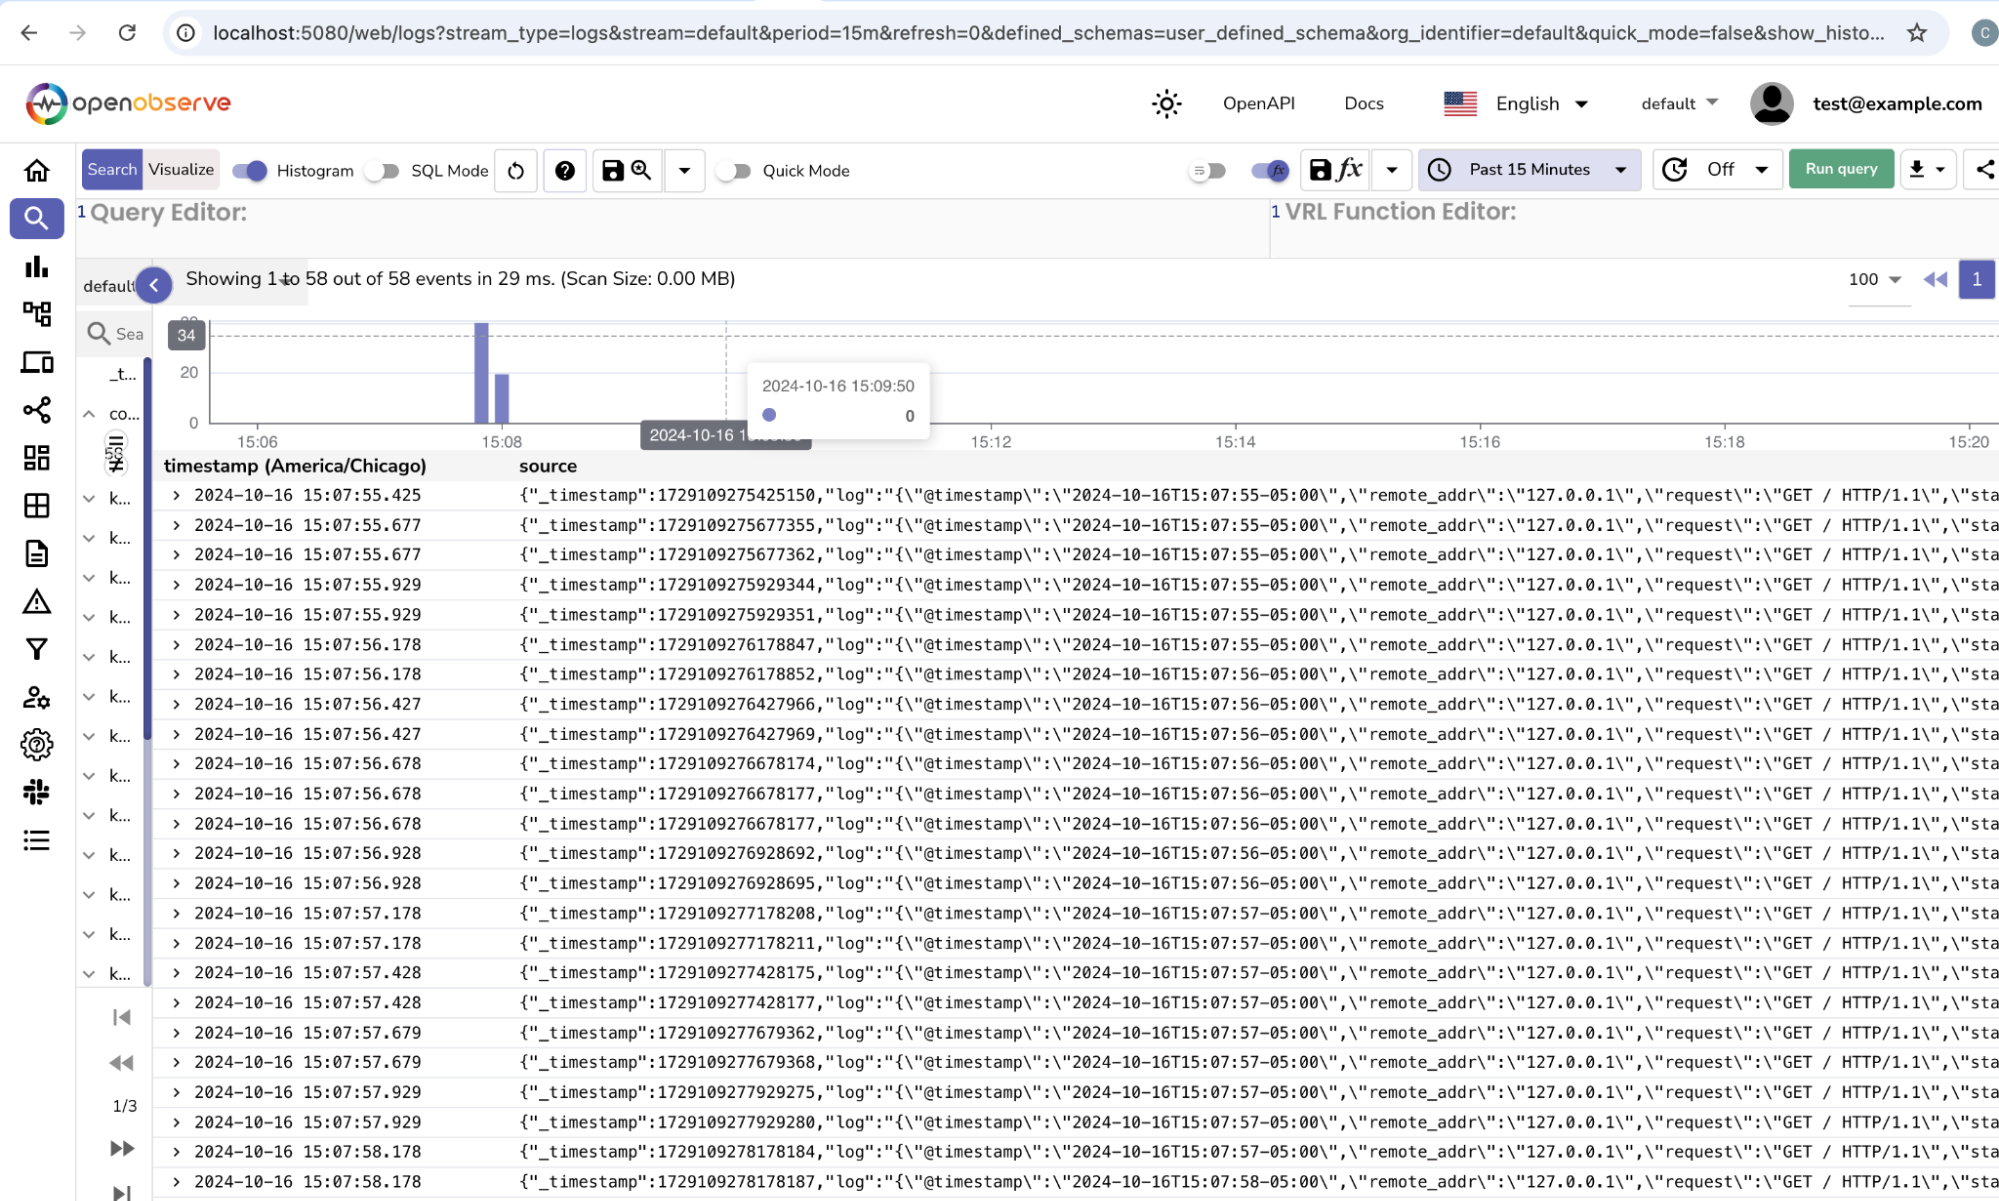 localhost:5080/web/logs?stream_type=logs&stream=default&period=15m&refresh=0&defined_schemas=user_defined_schema&org_identifier=default&quick_mode=false&show_histo...
C
openobserve
OpenAPI
Docs
English
default
test@example.com
Search
Visualize
Histogram
SQL Mode
Quick Mode
fx
fx
Past 15 Minutes
Off
Run query
1
Query Editor:
1
VRL Function Editor:
default
Showing 1 to 58 out of 58 events in 29 ms. (Scan Size: 0.00 MB)
100
1
Sea
34
20
0
2024-10-16 15:09:50
0
2024-10-16
15:06
15:08
15:12
15:14
15:16
15:18
15:20
_t...
co...
k...
k...
k...
k...
k...
k...
k...
k...
k...
k...
k...
k...
k...
1/3
timestamp (America/Chicago) source
2024-10-16 15:07:55.425 {"_timestamp":1729109275425150,"log":"{\"@timestamp\":\"2024-10-16T15:07:55-05:00\",\"remote_addr\":\"127.0.0.1\",\"request\":\"GET / HTTP/1.1\",\"sta
2024-10-16 15:07:55.677 {"_timestamp":1729109275677355,"log":"{\"@timestamp\":\"2024-10-16T15:07:55-05:00\",\"remote_addr\":\"127.0.0.1\",\"request\":\"GET / HTTP/1.1\",\"sta
2024-10-16 15:07:55.677 {"_timestamp":1729109275677362,"log":"{\"@timestamp\":\"2024-10-16T15:07:55-05:00\",\"remote_addr\":\"127.0.0.1\",\"request\":\"GET / HTTP/1.1\",\"sta
2024-10-16 15:07:55.929 {"_timestamp":1729109275929344,"log":"{\"@timestamp\":\"2024-10-16T15:07:55-05:00\",\"remote_addr\":\"127.0.0.1\",\"request\":\"GET / HTTP/1.1\",\"sta
2024-10-16 15:07:55.929 {"_timestamp":1729109275929351,"log":"{\"@timestamp\":\"2024-10-16T15:07:55-05:00\",\"remote_addr\":\"127.0.0.1\",\"request\":\"GET / HTTP/1.1\",\"sta
2024-10-16 15:07:56.178 {"_timestamp":1729109276178847,"log":"{\"@timestamp\":\"2024-10-16T15:07:55-05:00\",\"remote_addr\":\"127.0.0.1\",\"request\":\"GET / HTTP/1.1\",\"sta
2024-10-16 15:07:56.178 {"_timestamp":1729109276178852,"log":"{\"@timestamp\":\"2024-10-16T15:07:56-05:00\",\"remote_addr\":\"127.0.0.1\",\"request\":\"GET / HTTP/1.1\",\"sta
2024-10-16 15:07:56.427 {"_timestamp":1729109276427966,"log":"{\"@timestamp\":\"2024-10-16T15:07:56-05:00\",\"remote_addr\":\"127.0.0.1\",\"request\":\"GET / HTTP/1.1\",\"sta
2024-10-16 15:07:56.427 {"_timestamp":1729109276427969,"log":"{\"@timestamp\":\"2024-10-16T15:07:56-05:00\",\"remote_addr\":\"127.0.0.1\",\"request\":\"GET / HTTP/1.1\",\"sta
2024-10-16 15:07:56.678 {"_timestamp":1729109276678174,"log":"{\"@timestamp\":\"2024-10-16T15:07:56-05:00\",\"remote_addr\":\"127.0.0.1\",\"request\":\"GET / HTTP/1.1\",\"sta
2024-10-16 15:07:56.678 {"_timestamp":1729109276678177,"log":"{\"@timestamp\":\"2024-10-16T15:07:56-05:00\",\"remote_addr\":\"127.0.0.1\",\"request\":\"GET / HTTP/1.1\",\"sta
2024-10-16 15:07:56.678 {"_timestamp":1729109276678177,"log":"{\"@timestamp\":\"2024-10-16T15:07:56-05:00\",\"remote_addr\":\"127.0.0.1\",\"request\":\"GET / HTTP/1.1\",\"sta
2024-10-16 15:07:56.928 {"_timestamp":1729109276928692,"log":"{\"@timestamp\":\"2024-10-16T15:07:56-05:00\",\"remote_addr\":\"127.0.0.1\",\"request\":\"GET / HTTP/1.1\",\"sta
2024-10-16 15:07:56.928 {"_timestamp":1729109276928695,"log":"{\"@timestamp\":\"2024-10-16T15:07:56-05:00\",\"remote_addr\":\"127.0.0.1\",\"request\":\"GET / HTTP/1.1\",\"sta
2024-10-16 15:07:57.178 {"_timestamp":1729109277178208,"log":"{\"@timestamp\":\"2024-10-16T15:07:57-05:00\",\"remote_addr\":\"127.0.0.1\",\"request\":\"GET / HTTP/1.1\",\"sta
2024-10-16 15:07:57.178 {"_timestamp":1729109277178211,"log":"{\"@timestamp\":\"2024-10-16T15:07:57-05:00\",\"remote_addr\":\"127.0.0.1\",\"request\":\"GET / HTTP/1.1\",\"sta
2024-10-16 15:07:57.428 {"_timestamp":1729109277428175,"log":"{\"@timestamp\":\"2024-10-16T15:07:57-05:00\",\"remote_addr\":\"127.0.0.1\",\"request\":\"GET / HTTP/1.1\",\"sta
2024-10-16 15:07:57.428 {"_timestamp":1729109277428177,"log":"{\"@timestamp\":\"2024-10-16T15:07:57-05:00\",\"remote_addr\":\"127.0.0.1\",\"request\":\"GET / HTTP/1.1\",\"sta
2024-10-16 15:07:57.679 {"_timestamp":1729109277679362,"log":"{\"@timestamp\":\"2024-10-16T15:07:57-05:00\",\"remote_addr\":\"127.0.0.1\",\"request\":\"GET / HTTP/1.1\",\"sta
2024-10-16 15:07:57.679 {"_timestamp":1729109277679368,"log":"{\"@timestamp\":\"2024-10-16T15:07:57-05:00\",\"remote_addr\":\"127.0.0.1\",\"request\":\"GET / HTTP/1.1\",\"sta
2024-10-16 15:07:57.929 {"_timestamp":1729109277929275,"log":"{\"@timestamp\":\"2024-10-16T15:07:57-05:00\",\"remote_addr\":\"127.0.0.1\",\"request\":\"GET / HTTP/1.1\",\"sta
2024-10-16 15:07:57.929 {"_timestamp":1729109277929280,"log":"{\"@timestamp\":\"2024-10-16T15:07:57-05:00\",\"remote_addr\":\"127.0.0.1\",\"request\":\"GET / HTTP/1.1\",\"sta
2024-10-16 15:07:58.178 {"_timestamp":1729109278178184,"log":"{\"@timestamp\":\"2024-10-16T15:07:57-05:00\",\"remote_addr\":\"127.0.0.1\",\"request\":\"GET / HTTP/1.1\",\"sta
2024-10-16 15:07:58.178 {"_timestamp":1729109278178187,"log":"{\"@timestamp\":\"2024-10-16T15:07:58-05:00\",\"remote_addr\":\"127.0.0.1\",\"request\":\"GET / HTTP/1.1\",\"sta